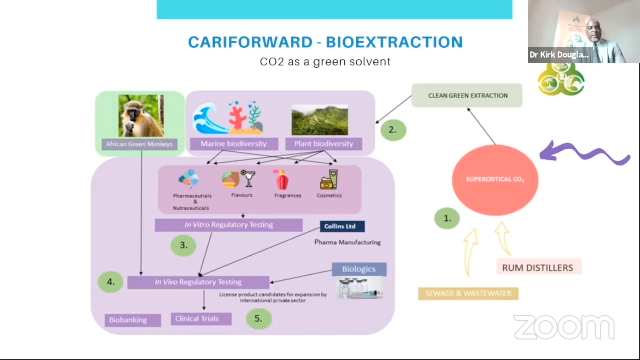 CARIFORWARD - BIOEXTRACTION
CO2 as a green solvent
Dr Kirk Dougla...
CLEAN GREEN EXTRACTION
2.
African Green Monkeys
Marine biodiversity
Plant biodiversity
SUPERCRITICAL CO₂
Pharmaceuticals
&
Nutraceuticals
Flavours
Fragrances
Cosmetics
1.
In Vitro Regulatory Testing
Collins Ltd
3.
Pharma Manufacturing
RUM DISTILLERS
Biologics
4.
In Vivo Regulatory Testing
SEWAGE & WASTEWATER
License product candidates for expansion by
international private sector
Biobanking
Clinical Trials
5.
zoom